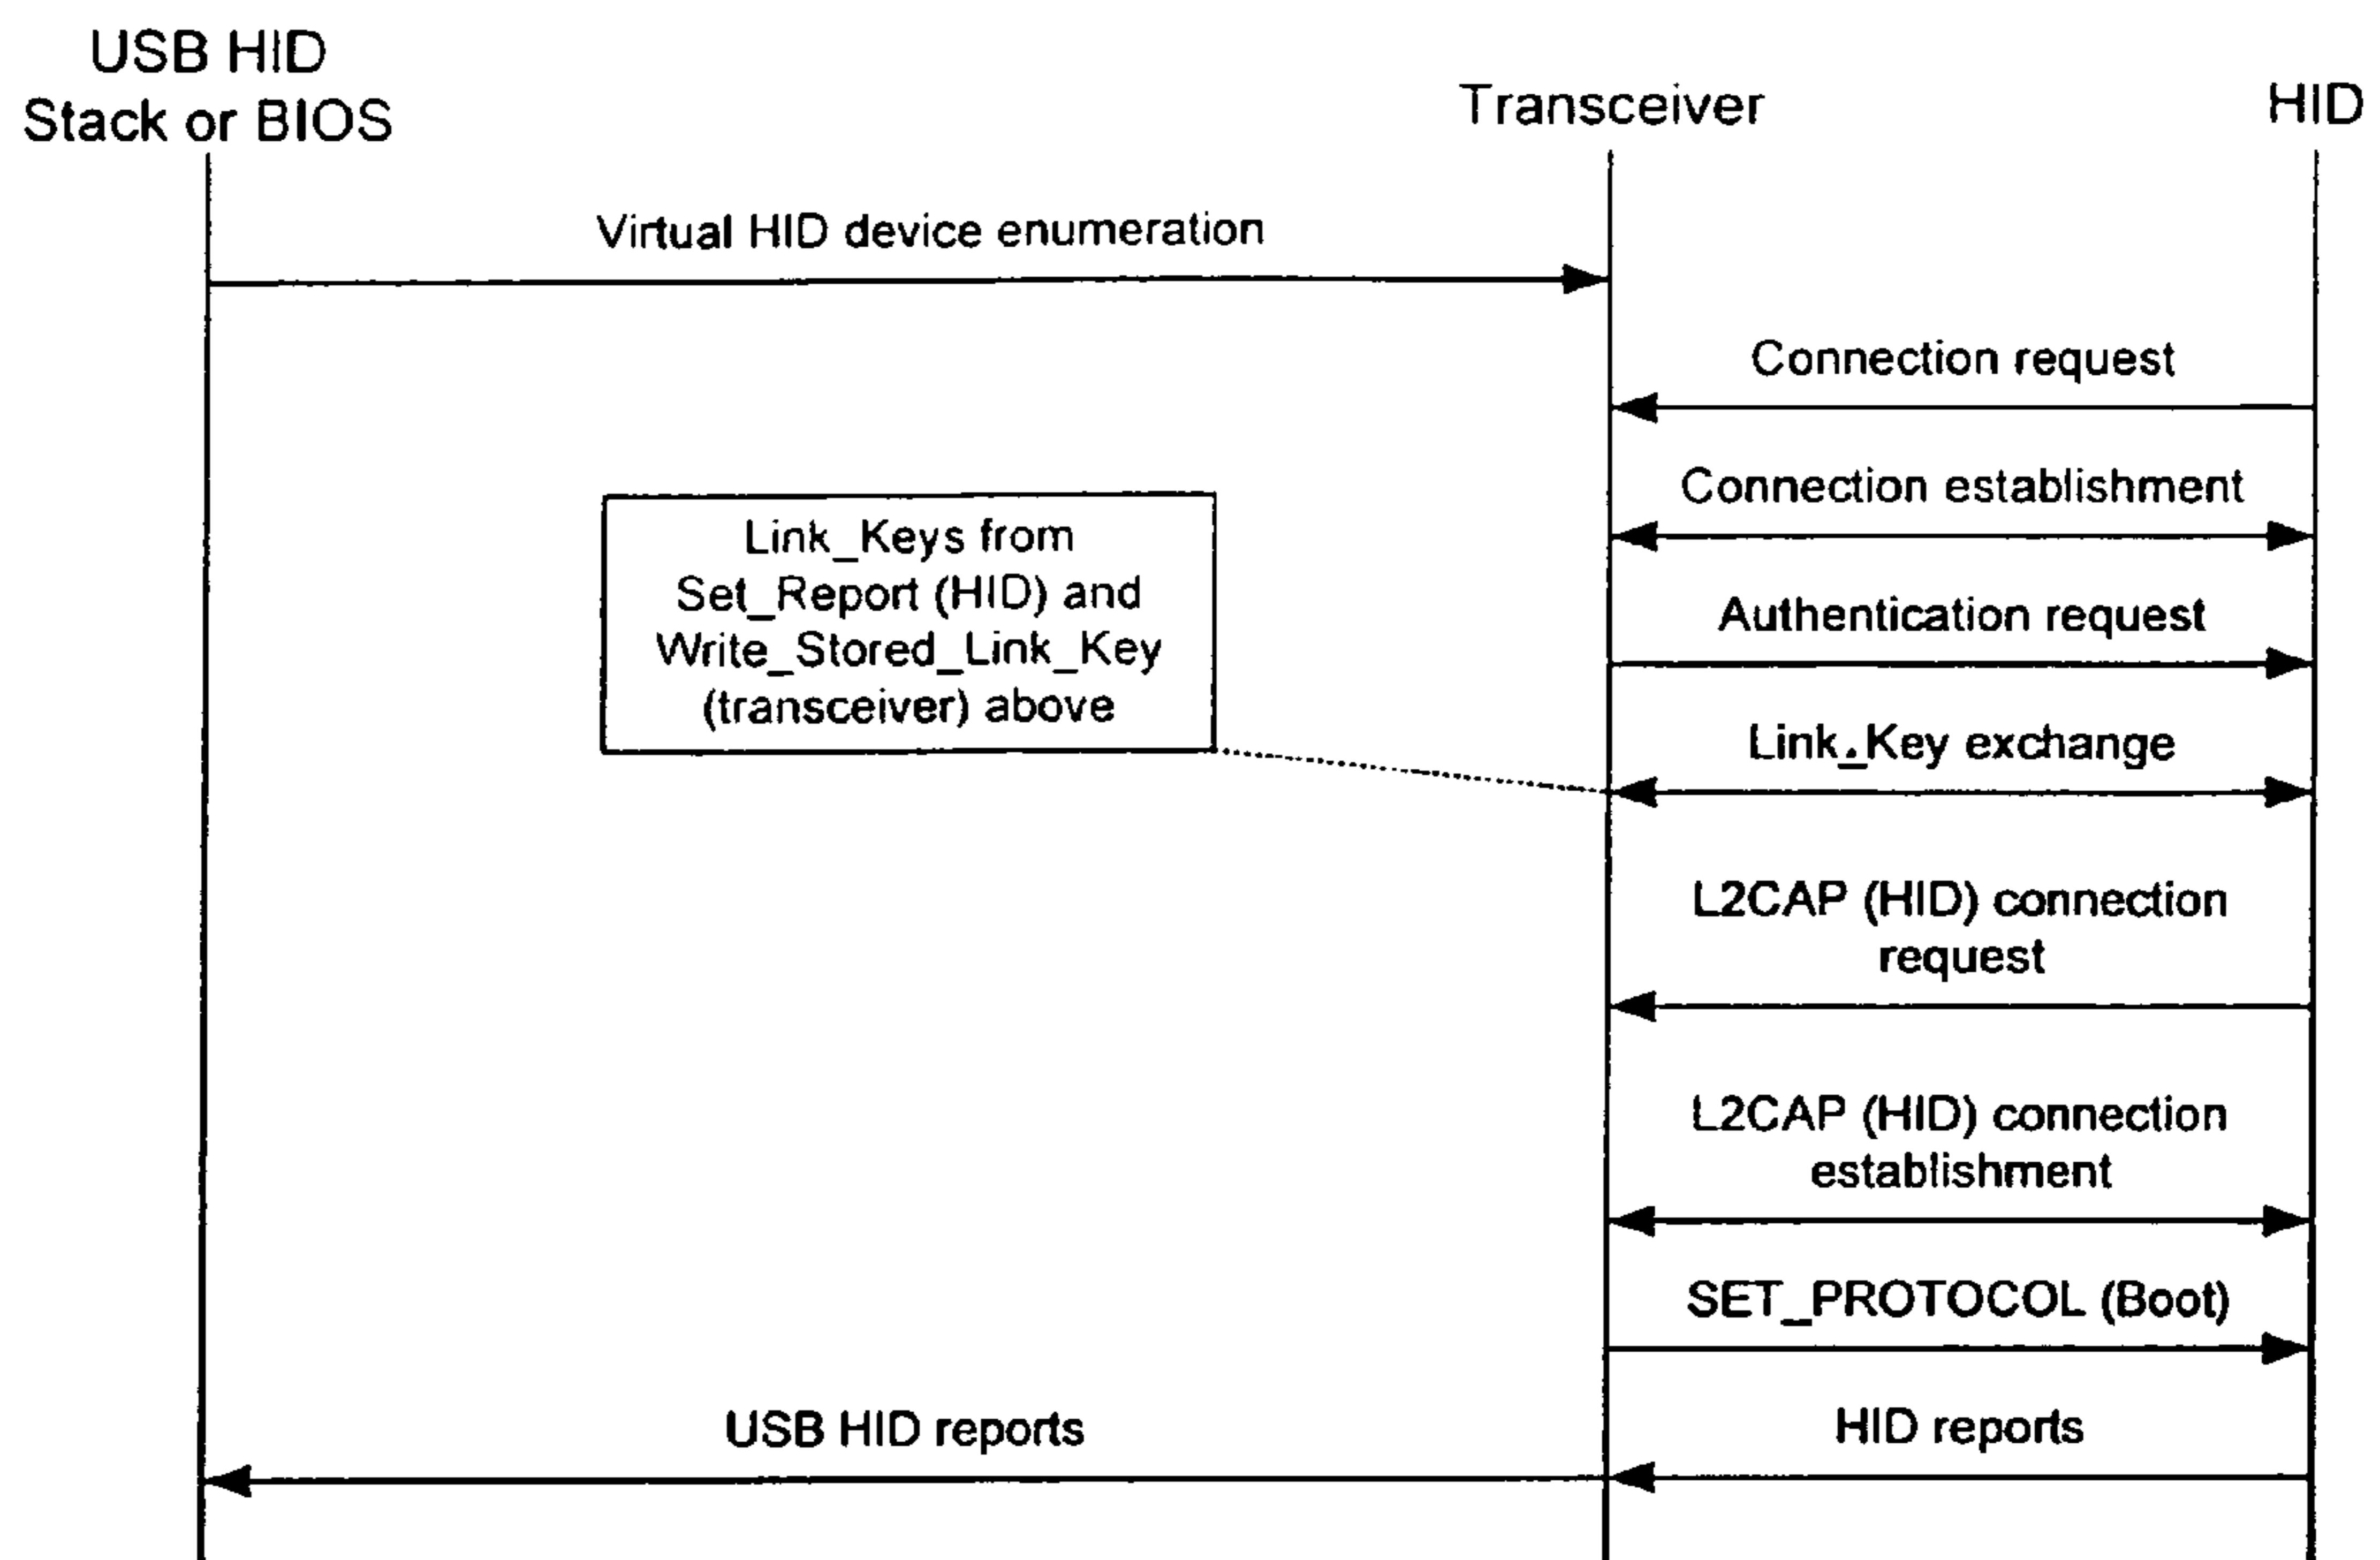 USB HID
Stack or BIOS
Transceiver
HID
Virtual HID device enumeration
Connection request
Connection establishment
Link_Keys from
Set_Report (HID) and
Write_Stored_Link_Key
(transceiver) above
Authentication request
Link_Key exchange
L2CAP (HID) connection
request
L2CAP (HID) connection
establishment
SET_PROTOCOL (Boot)
USB HID reports
HID reports